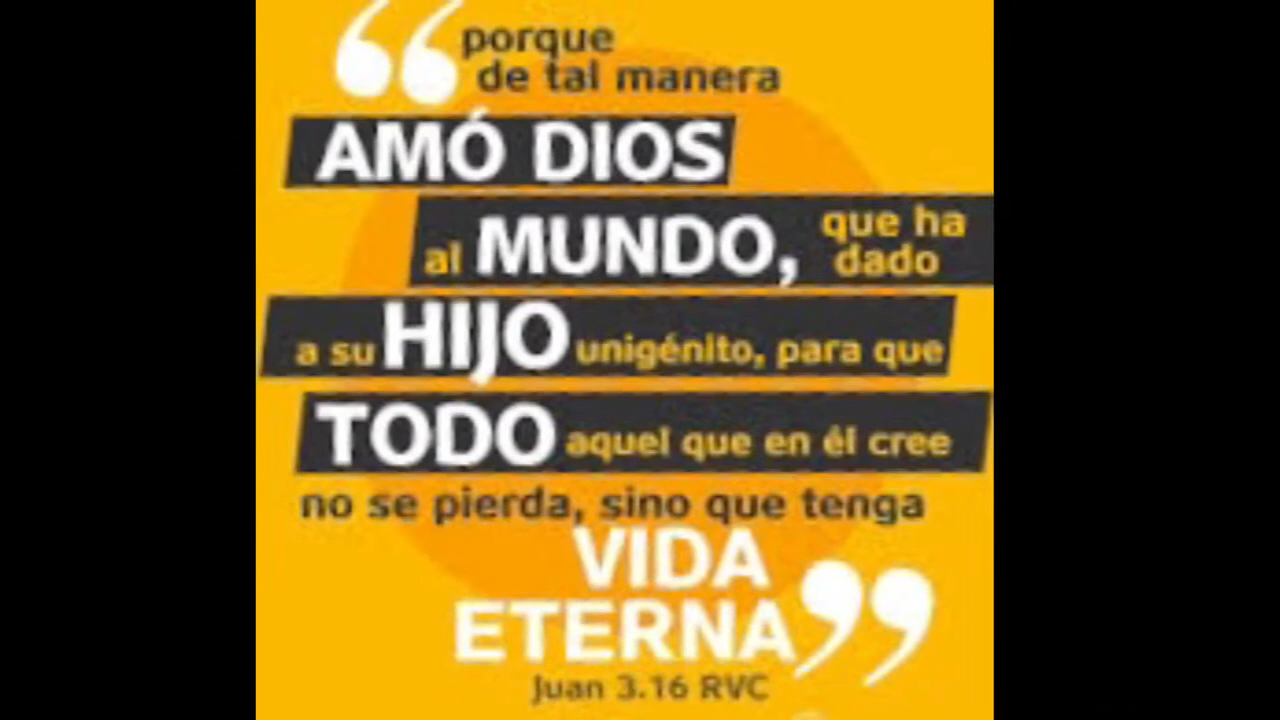 porque
de tal manera
AMÓ DIOS
al MUNDO, que ha dado
a su HIJO unigénito, para que
TODO aquel que en él cree
no se pierda, sino que tenga
VIDA
ETERNA
Juan 3.16 RVC